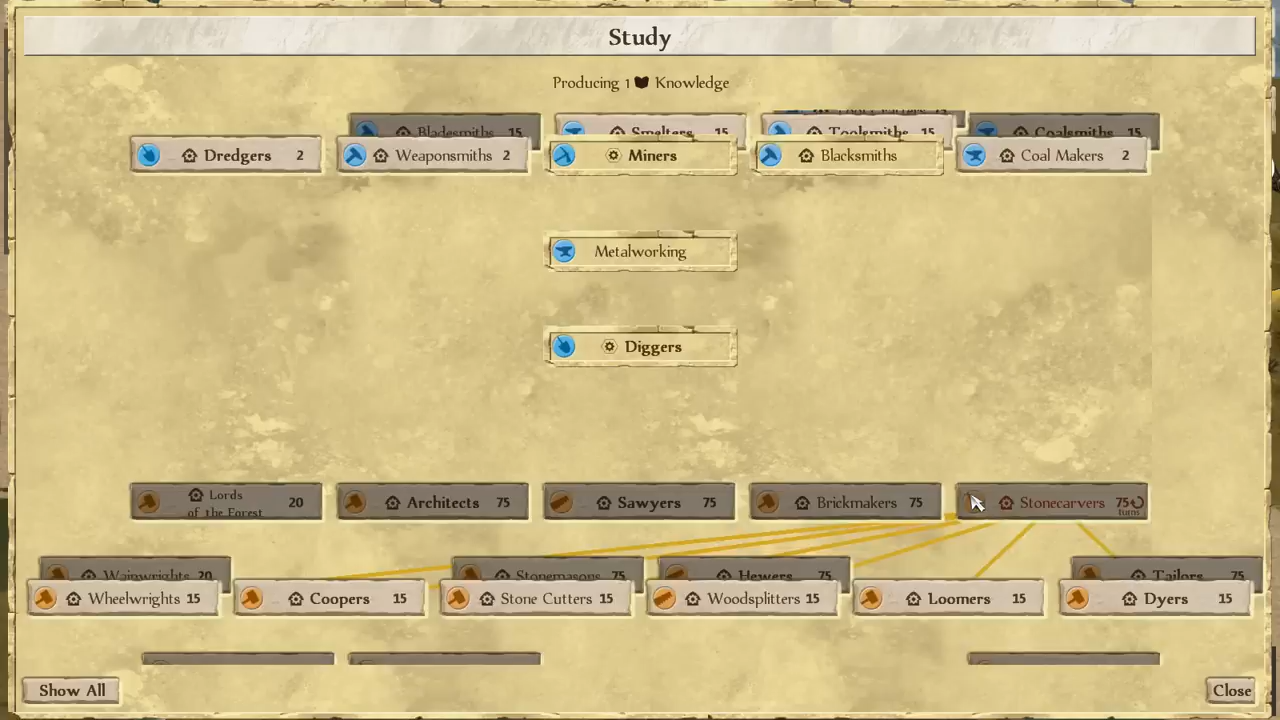 Study
Producing 1 Knowledge
Bladesmiths 15
Smelters 15
Toolsmiths 15
Coalsmiths 15
Dredgers 2
Weaponsmiths 2
Miners
Blacksmiths
Coal Makers 2
Metalworking
Diggers
Lords
of the Forest 20
Architects 75
Sawyers 75
Brickmakers 75
Stonecarvers 75
turns
Wainwrights 20
Stonemasons 75
Hewers 75
Tailors 75
Wheelwrights 15
Coopers 15
Stone Cutters 15
Woodsplitters 15
Loomers 15
Dyers 15
Show All
Close